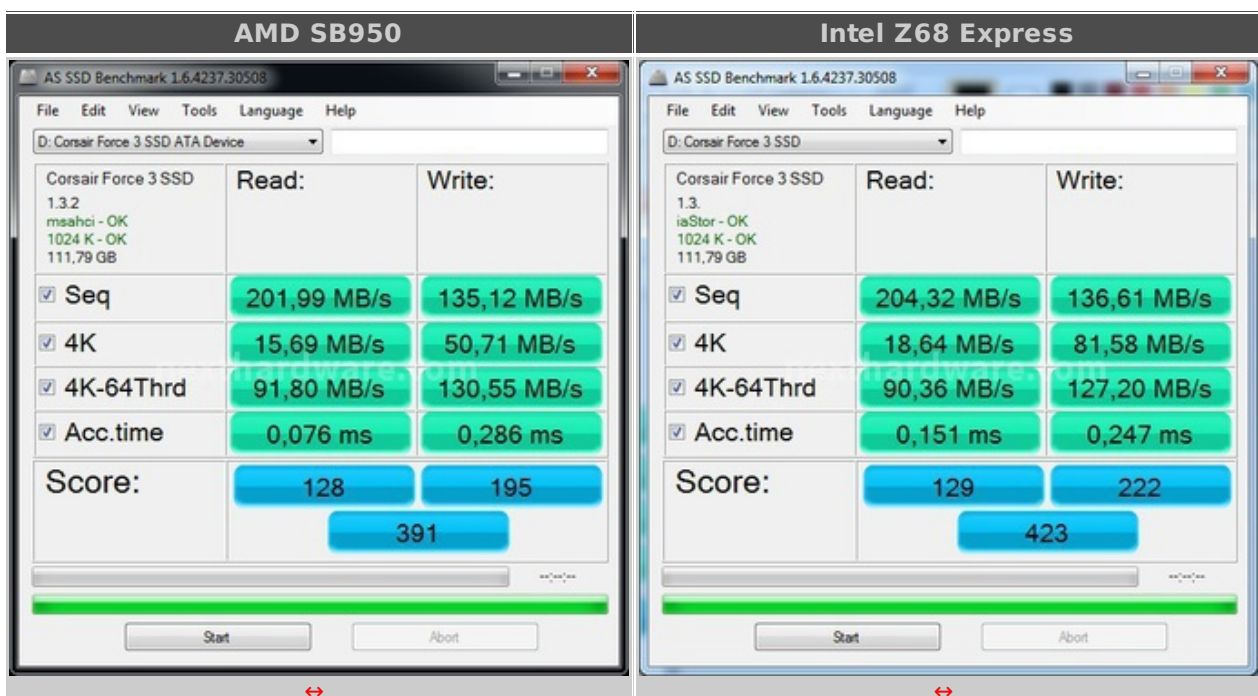 AMD SB950
AS SSD Benchmark 1.6.4237.30508
File Edit View Tools Language Help
D: Corsair Force 3 SSD ATA Device
Corsair Force 3 SSD
1.3.2
msahci - OK
1024 K - OK
111,79 GB
Read: Write:
Seq 201,99 MB/s 135,12 MB/s
4K 15,69 MB/s 50,71 MB/s
4K-64Thrd 91,80 MB/s 130,55 MB/s
Acc.time 0,076 ms 0,286 ms
Score: 128 195
391
--:--:--
Start Abort
Intel Z68 Express
AS SSD Benchmark 1.6.4237.30508
File Edit View Tools Language Help
D: Corsair Force 3 SSD
Corsair Force 3 SSD
1.3.
iaStor - OK
1024 K - OK
111,79 GB
Read: Write:
Seq 204,32 MB/s 136,61 MB/s
4K 18,64 MB/s 81,58 MB/s
4K-64Thrd 90,36 MB/s 127,20 MB/s
Acc.time 0,151 ms 0,247 ms
Score: 129 222
423
--:--:--
Start Abort